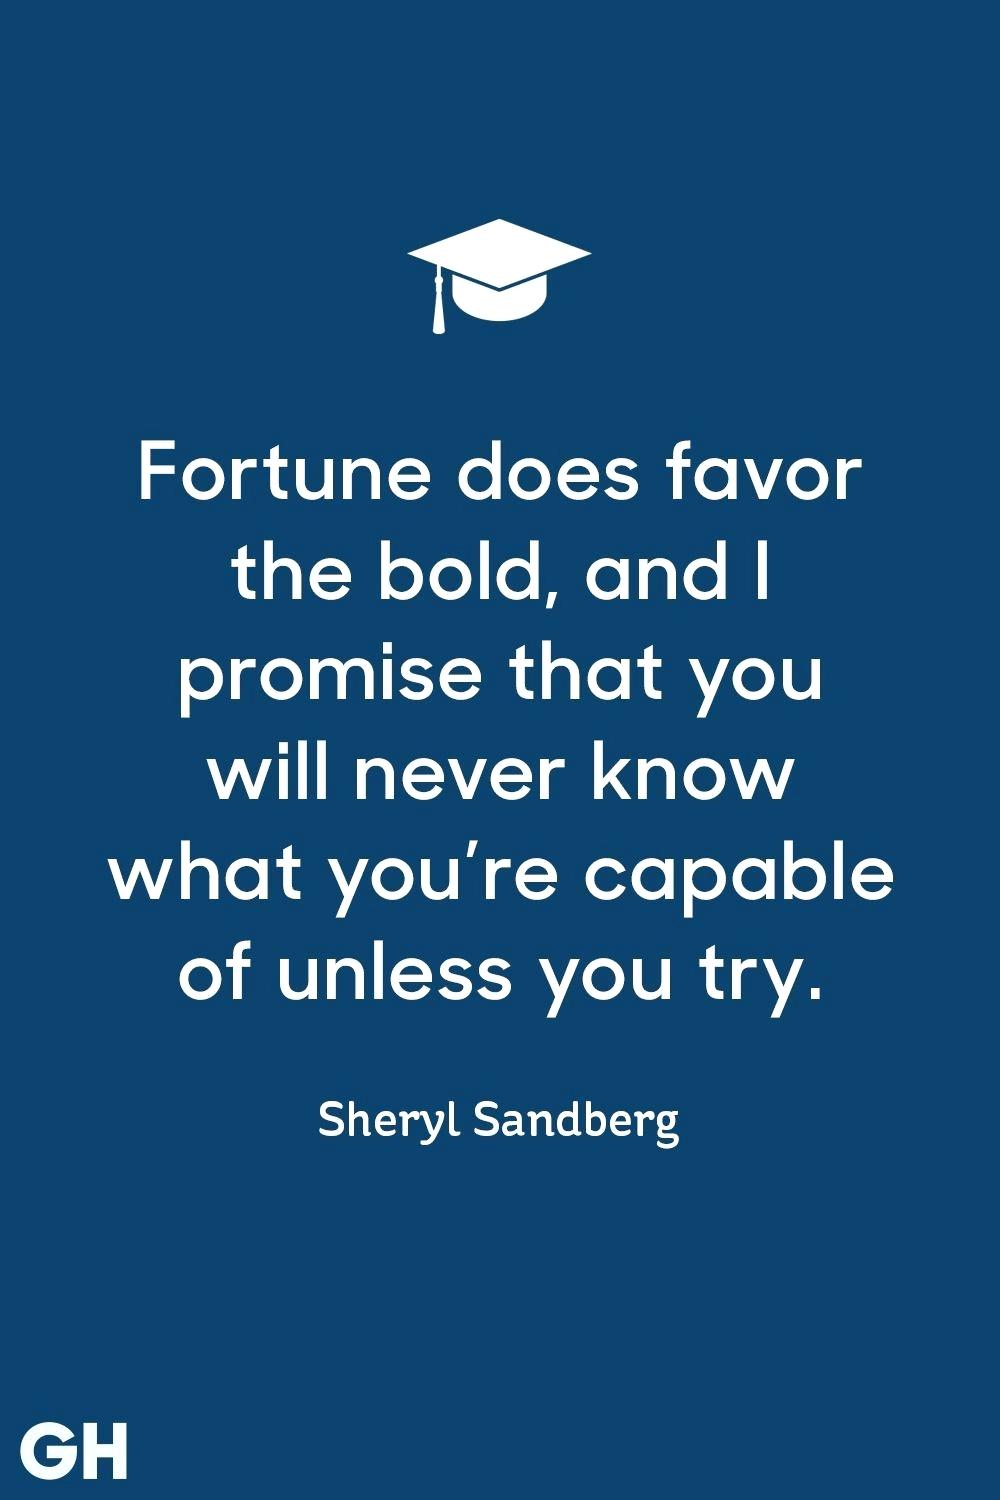 Fortune does favor
the bold, and I
promise that you
will never know
what you’re capable
of unless you try.
Sheryl Sandberg
GH